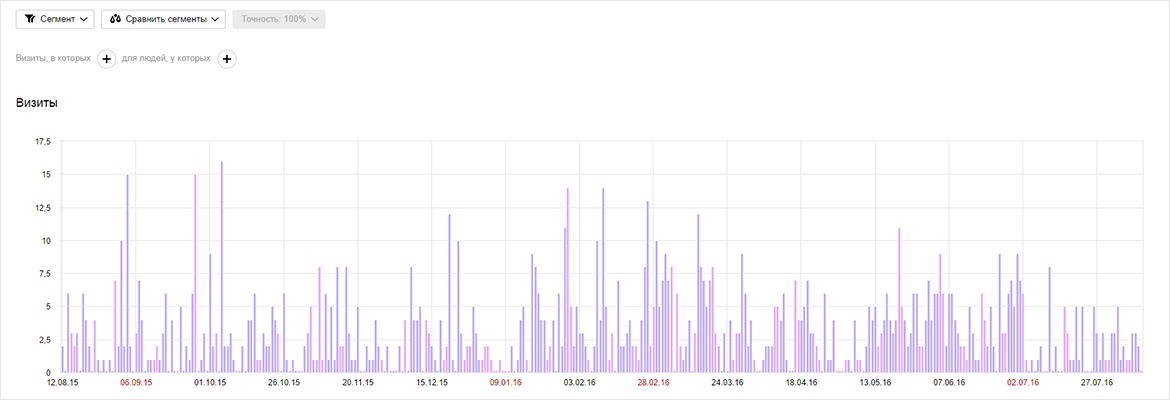 Сегмент Сравнить сегменты Точность: 100%
Визиты, в которых + для людей, у которых +
Визиты
17,5
15
12,5
10
7,5
5
2,5
0
12.08.15 06.09.15 01.10.15 26.10.15 20.11.15 15.12.15 09.01.16 03.02.16 28.02.16 24.03.16 18.04.16 13.05.16 07.06.16 02.07.16 27.07.16